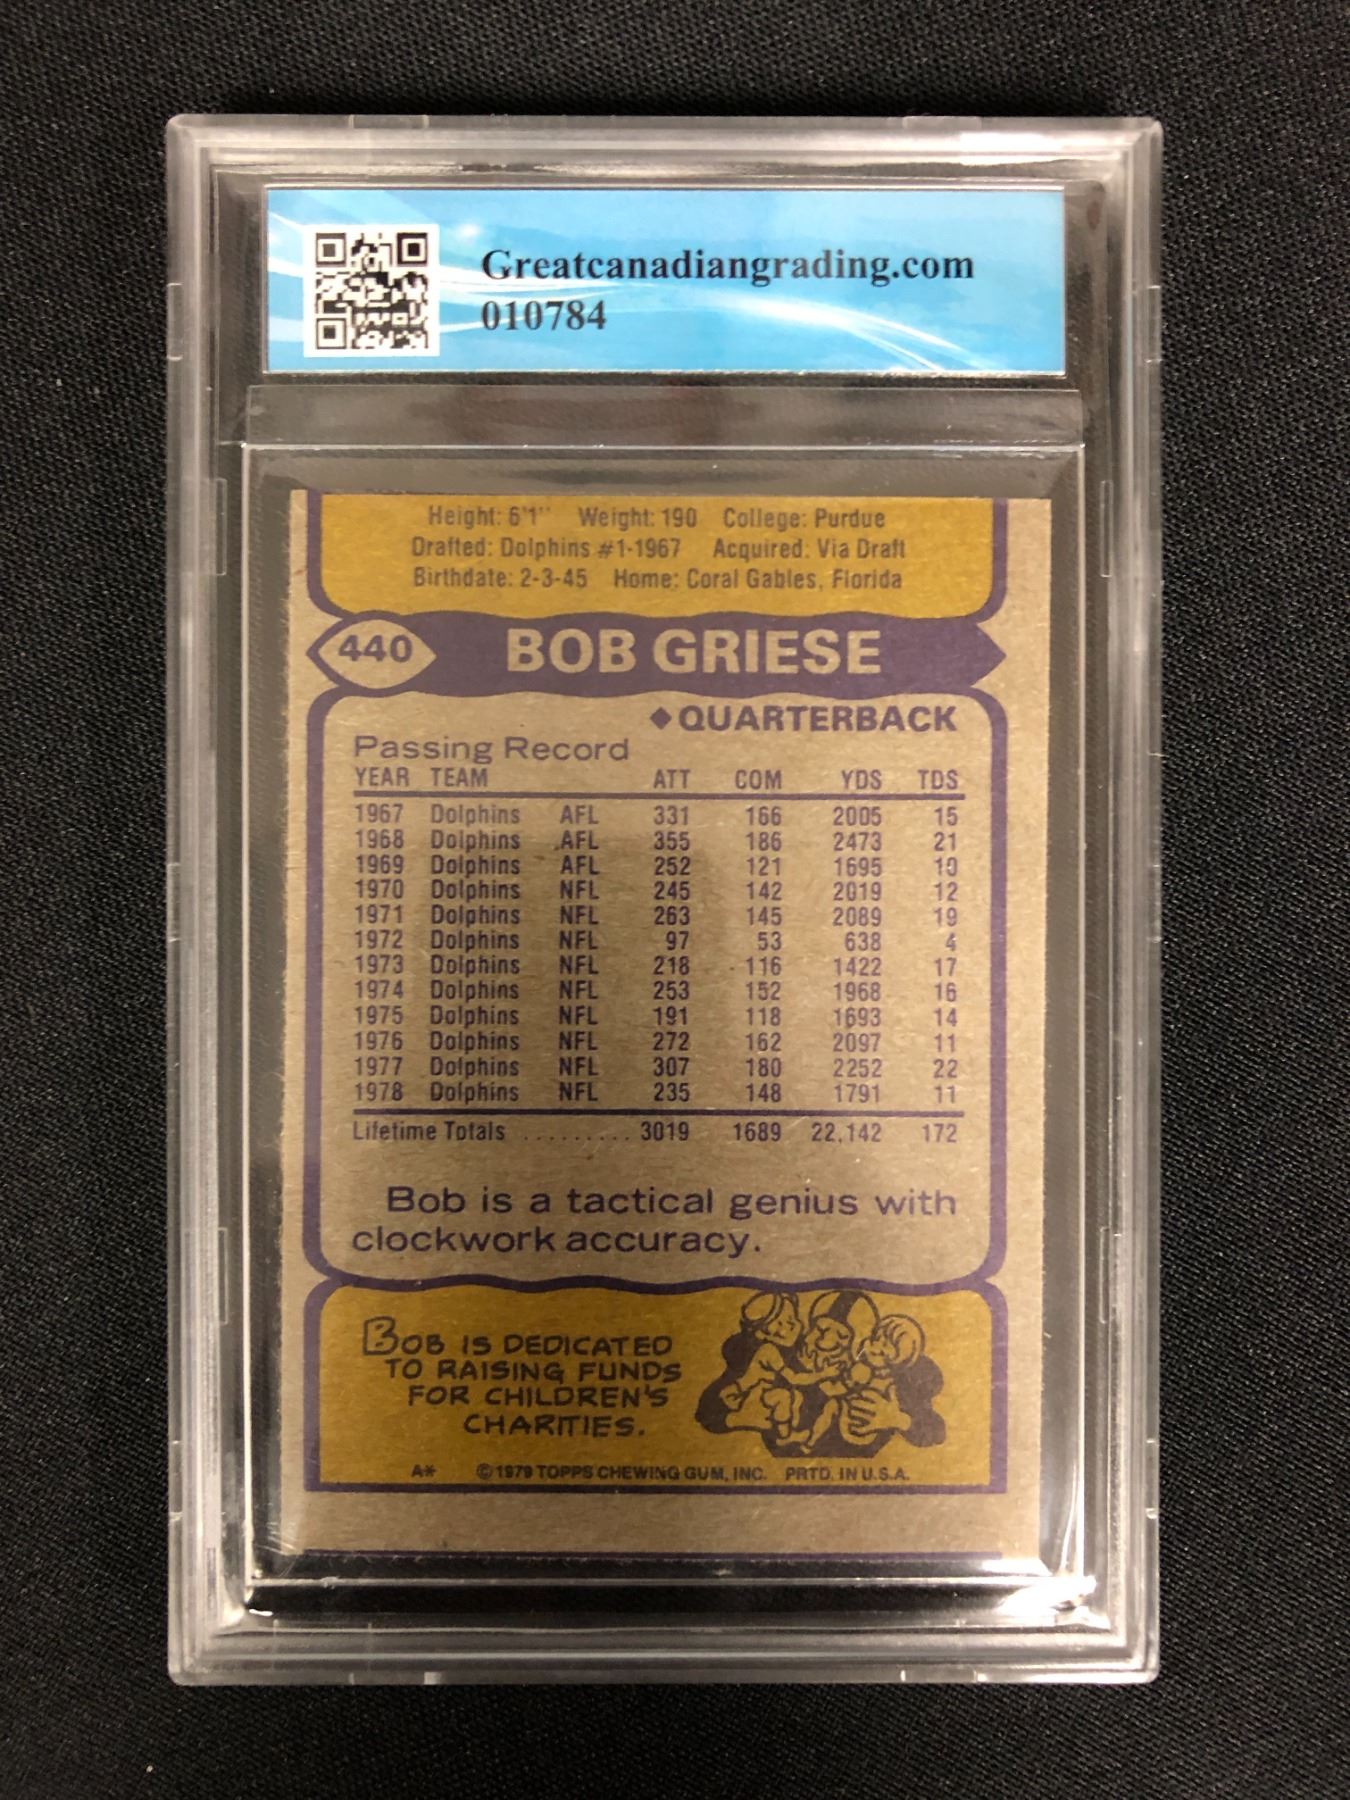 Greatcanadiangrading.com
010784
Height: 6'1" Weight: 190 College: Purdue
Drafted: Dolphins #1-1967 Acquired: Via Draft
Birthdate: 2-3-45 Home: Coral Gables, Florida
440 BOB GRIESE
◆QUARTERBACK
Passing Record
YEAR TEAM ATT COM YDS TDS
1967 Dolphins AFL 331 166 2005 15
1968 Dolphins AFL 355 186 2473 21
1969 Dolphins AFL 252 121 1695 10
1970 Dolphins NFL 245 142 2019 12
1971 Dolphins NFL 263 145 2089 19
1972 Dolphins NFL 97 53 638 4
1973 Dolphins NFL 218 116 1422 17
1974 Dolphins NFL 253 152 1968 16
1975 Dolphins NFL 191 118 1693 14
1976 Dolphins NFL 272 162 2097 11
1977 Dolphins NFL 307 180 2252 22
1978 Dolphins NFL 235 148 1791 11
Lifetime Totals ......... 3019 1689 22,142 172
Bob is a tactical genius with
clockwork accuracy.
BOB IS DEDICATED
TO RAISING FUNDS
FOR CHILDREN'S
CHARITIES.
A* ©1979 TOPPS CHEWING GUM, INC. PRTD. IN U.S.A.